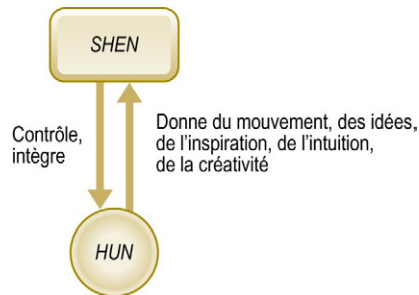 SHEN
Contrôle,
intègre
Donne du mouvement, des idées,
de l'inspiration, de l'intuition,
de la créativité
HUN